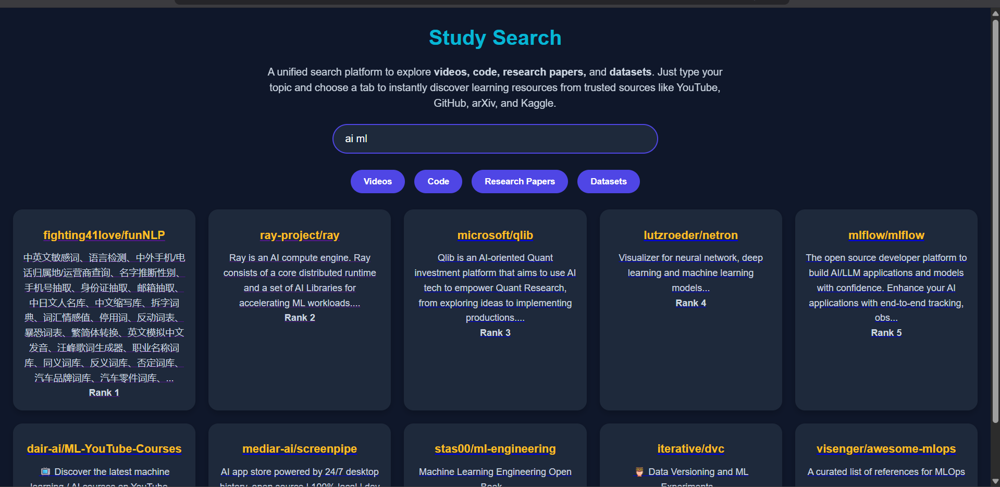 Study Search
A unified search platform to explore videos, code, research papers, and datasets. Just type your
topic and choose a tab to instantly discover learning resources from trusted sources like YouTube,
GitHub, arXiv, and Kaggle.
ai ml
Videos
Code
Research Papers
Datasets
fighting41love/funNLP
中英文敏感词、语言检测、中外手机/电
话归属地/运营商查询、名字推断性别、
手机号抽取、身份证抽取、邮箱抽取、
中日文人名库、中文缩写库、拆字词
典、词汇情感值、停用词、反动词表、
暴恐词表、繁简体转换、英文模拟中文
发音、汪峰歌词生成器、职业名称词
库、同义词库、反义词库、否定词库、
汽车品牌词库、汽车零件词库、...
Rank 1
ray-project/ray
Ray is an AI compute engine. Ray
consists of a core distributed runtime
and a set of AI Libraries for
accelerating ML workloads....
Rank 2
microsoft/qlib
Qlib is an AI-oriented Quant
investment platform that aims to use AI
tech to empower Quant Research,
from exploring ideas to implementing
productions....
Rank 3
lutzroeder/netron
Visualizer for neural network, deep
learning and machine learning
models...
Rank 4
mlflow/mlflow
The open source developer platform to
build AI/LLM applications and models
with confidence. Enhance your AI
applications with end-to-end tracking,
obs...
Rank 5
dair-ai/ML-YouTube-Courses
📺 Discover the latest machine
learning / AI courses on YouTube
mediar-ai/screenpipe
AI app store powered by 24/7 desktop
history. open source | 100% local | dev
stas00/ml-engineering
Machine Learning Engineering Open
Book
iterative/dvc
🦉 Data Versioning and ML
Experiments
visenger/awesome-mlops
A curated list of references for MLOps